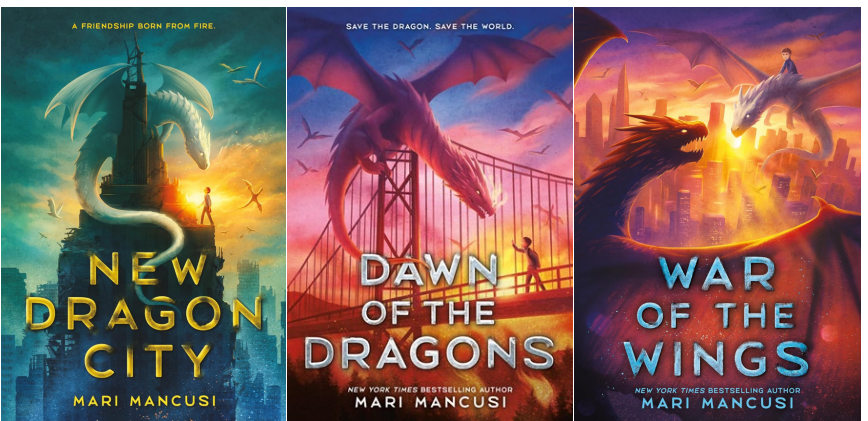 A FRIENDSHIP BORN FROM FIRE.
NEW
DRAGON
CITY
MARI MANCUSI
SAVE THE DRAGON. SAVE THE WORLD.
DAWN
OF THE
DRAGONS
NEW YORK TIMES BESTSELLING AUTHOR
MARI MANCUSI
WAR
OF THE
WINGS
NEW YORK TIMES BESTSELLING AUTHOR
MARI MANCUSI